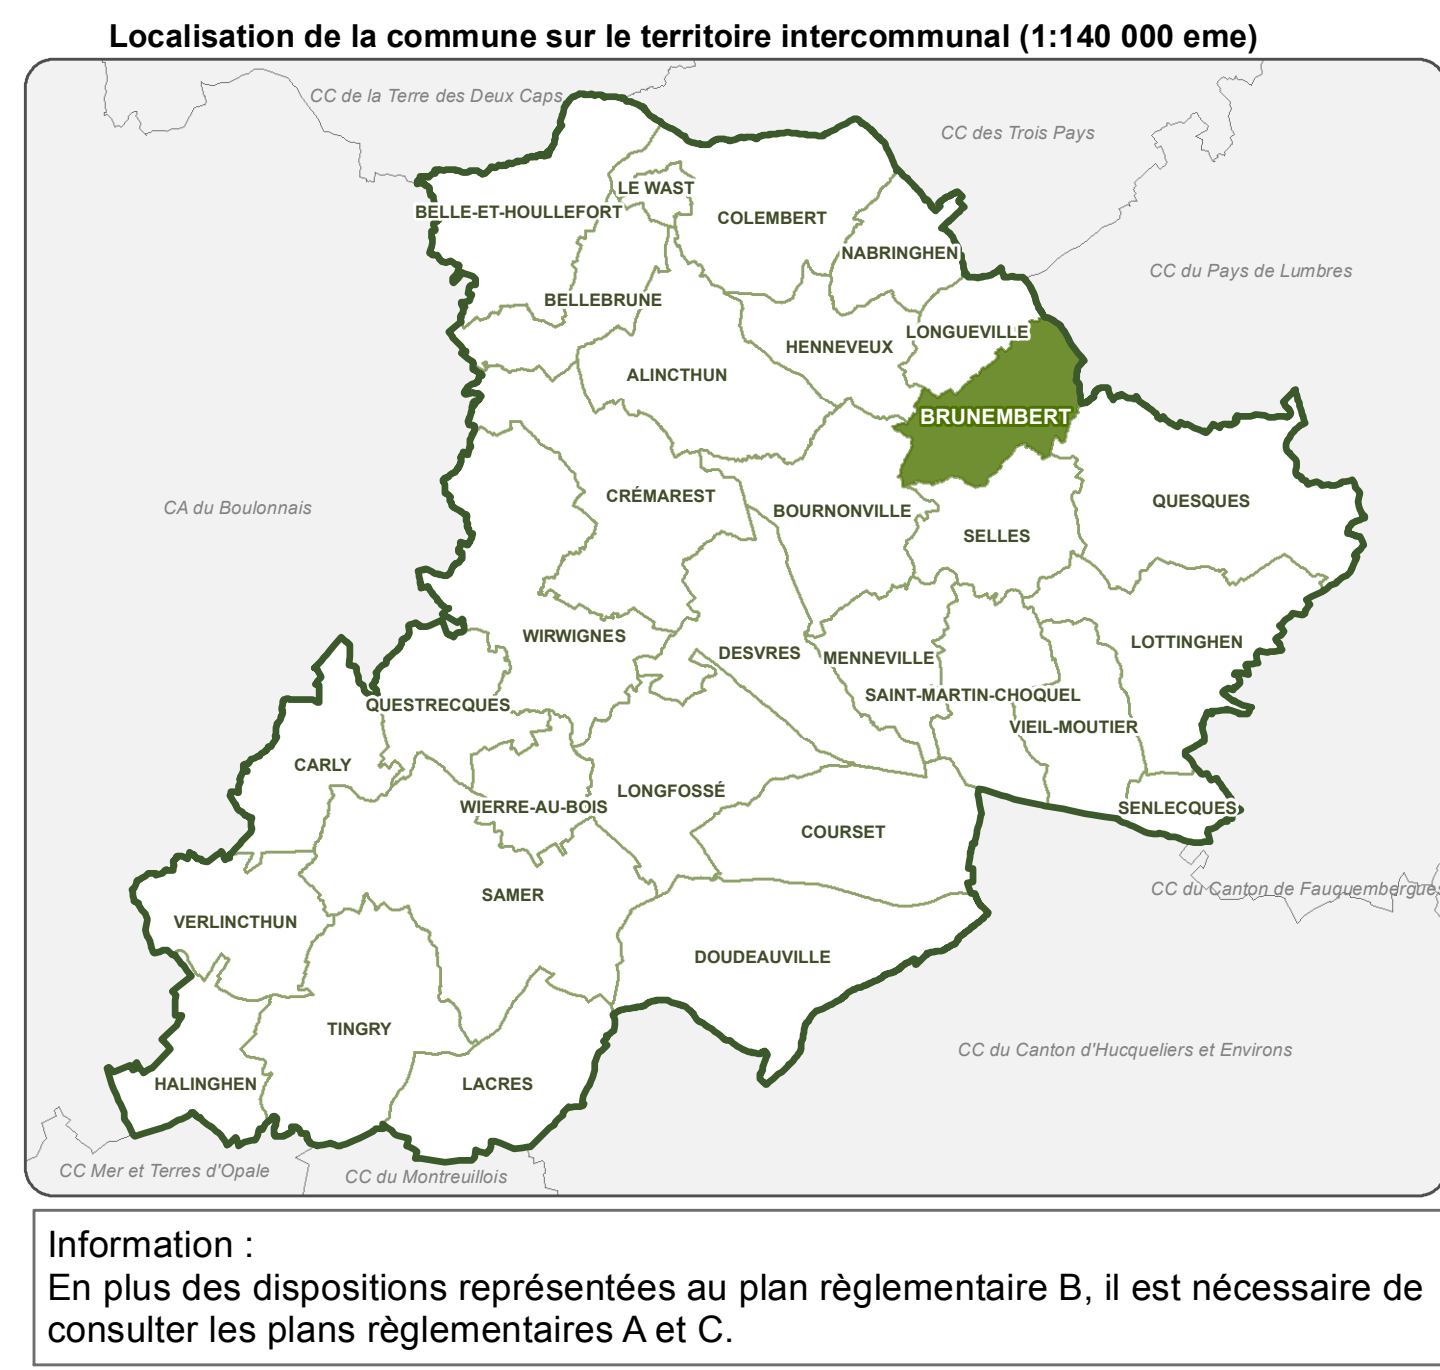 Localisation de la commune sur le territoire intercommunal (1:140 000 eme)
CC de la Terre des Deux Caps
CC des Trois Pays
LE WAST
BELLE-ET-HOULLEFORT
COLEMBERT
NABRINGHEN
CC du Pays de Lumbres
BELLEBRUNE
LONGUEVILLE
HENNEVEUX
ALINCTHUN
BRUNEMBERT
CRÉMAREST
QUESQUES
CA du Boulonnais
BOURNONVILLE
SELLES
WIRWIGNES
LOTTINGHEN
DESVRES
MENNEVILLE
SAINT-MARTIN-CHOQUEL
QUESTRECQUES
VIEIL-MOUTIER
CARLY
LONGFOSSÉ
WIERRE-AU-BOIS
SENLECQUES
COURSET
CC du Canton de Fauquembergues
SAMER
VERLINCTHUN
DOUDEAUVILLE
TINGRY
CC du Canton d'Hucqueliers et Environs
HALINGHEN
LACRES
CC Mer et Terres d'Opale
CC du Montreuillois
Information :
En plus des dispositions représentées au plan règlementaire B, il est nécessaire de
consulter les plans règlementaires A et C.